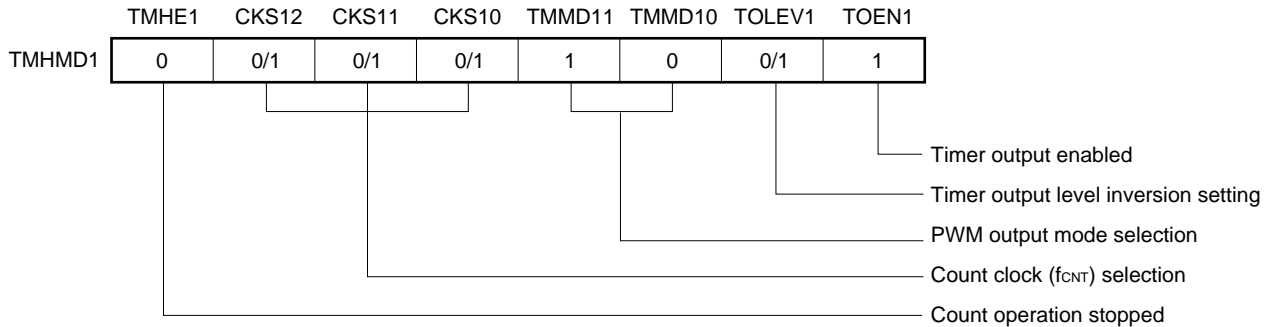 TMHE1 CKS12 CKS11 CKS10 TMMD11 TMMD10 TOLEV1 TOEN1
TMHMD1 0 0/1 0/1 0/1 1 0 0/1 1
Timer output enabled
Timer output level inversion setting
PWM output mode selection
Count clock (fCNT) selection
Count operation stopped